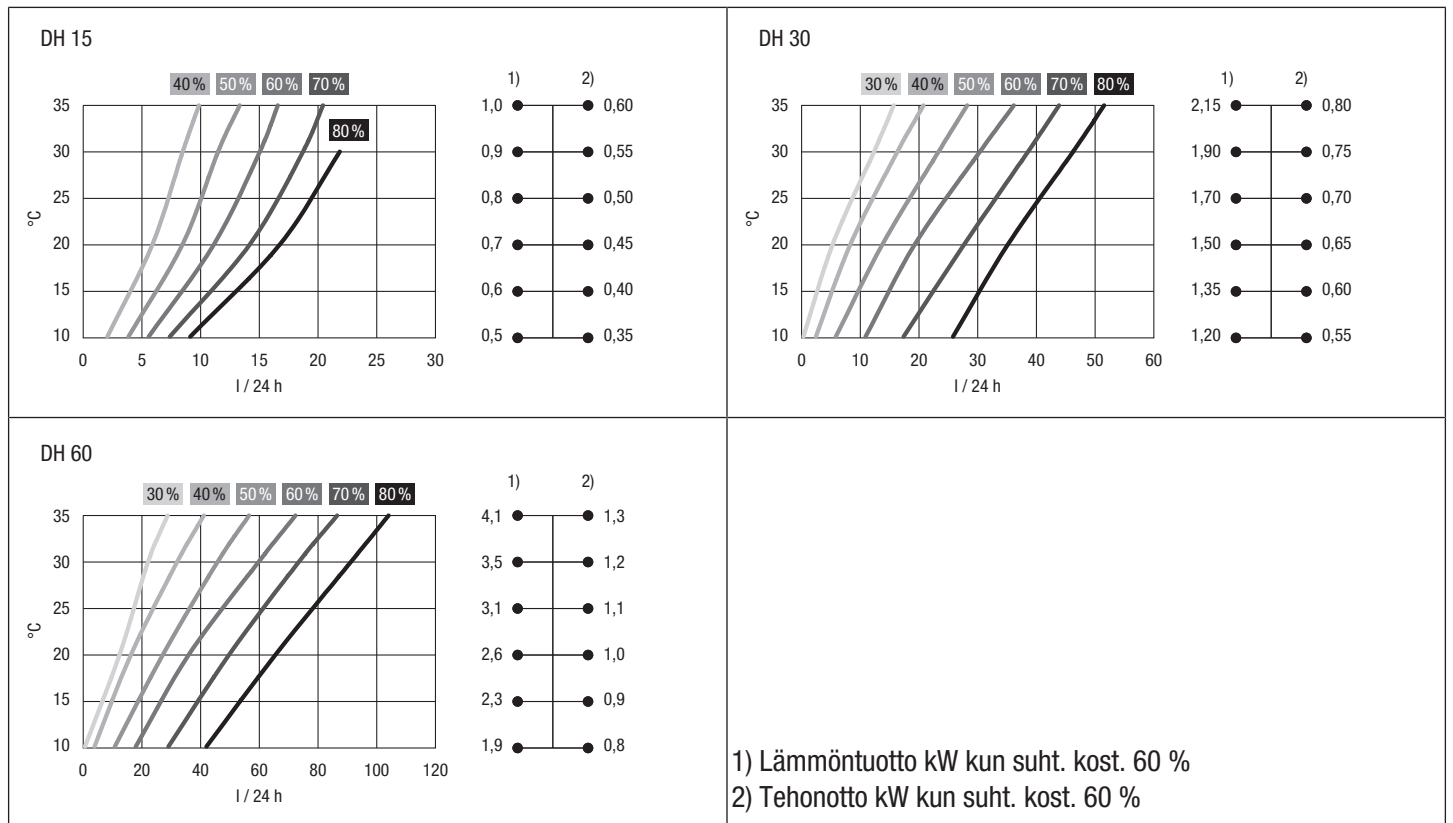 DH 15
40 % 50 % 60 % 70 % 1) 2)
35 1,0 0,60
80 %
30 0,9 0,55
25 0,8 0,50
°C
20 0,7 0,45
15 0,6 0,40
10 0,5 0,35
0 5 10 15 20 25 30
l / 24 h
DH 30
30 % 40 % 50 % 60 % 70 % 80 % 1) 2)
35 2,15 0,80
30 1,90 0,75
25 1,70 0,70
°C
20 1,50 0,65
15 1,35 0,60
10 1,20 0,55
0 10 20 30 40 50 60
l / 24 h
DH 60
30 % 40 % 50 % 60 % 70 % 80 % 1) 2)
35 4,1 1,3
30 3,5 1,2
25 3,1 1,1
°C
20 2,6 1,0
15 2,3 0,9
10 1,9 0,8
0 20 40 60 80 100 120
l / 24 h
1) Lämmöntuotto kW kun suht. kost. 60 %
2) Tehonotto kW kun suht. kost. 60 %